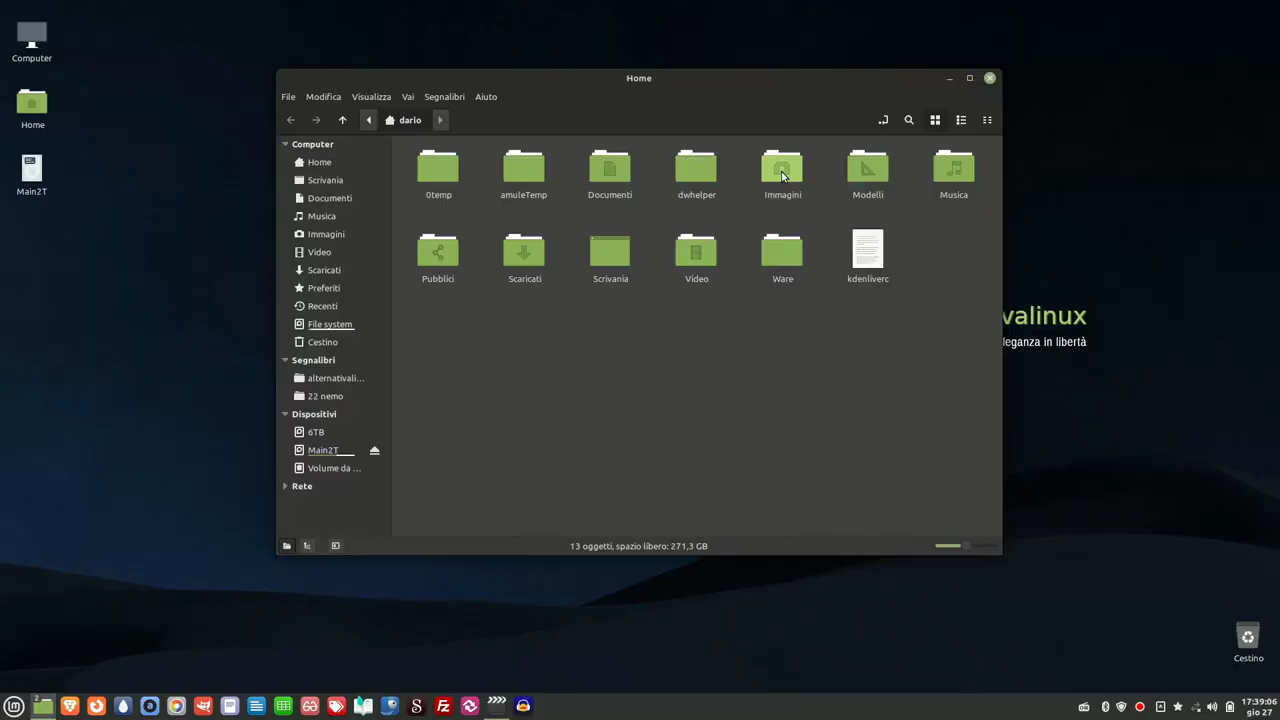 Computer
Home
Main2T
Home
File Modifica Visualizza Vai Segnalibri Aiuto
dario
Computer
Home
Scrivania
Documenti
Musica
Immagini
Video
Scaricati
Preferiti
Recenti
File system
Cestino
Segnalibri
alternativali...
22 nemo
Dispositivi
6TB
Main2T
Volume da ...
Rete
0temp amuleTemp Documenti dwhelper Immagini Modelli Musica
Pubblici Scaricati Scrivania Video Ware kdenliverc
13 oggetti, spazio libero: 271,3 GB
valinux
leganza in libertà
Cestino
2
17:39:06
gio 27